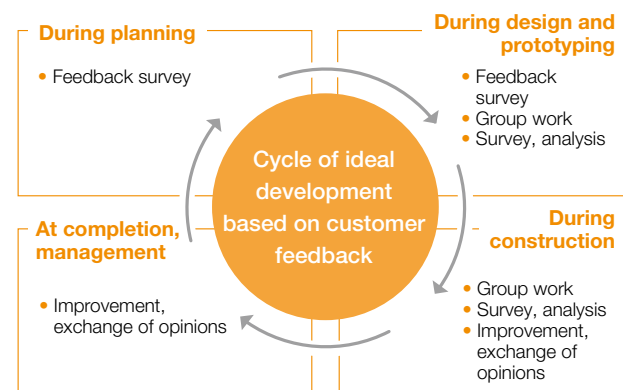 During planning
• Feedback survey
During design and
prototyping
• Feedback
survey
• Group work
• Survey, analysis
Cycle of ideal
development
based on customer
feedback
At completion,
management
• Improvement,
exchange of opinions
During
construction
• Group work
• Survey, analysis
• Improvement,
exchange of
opinions